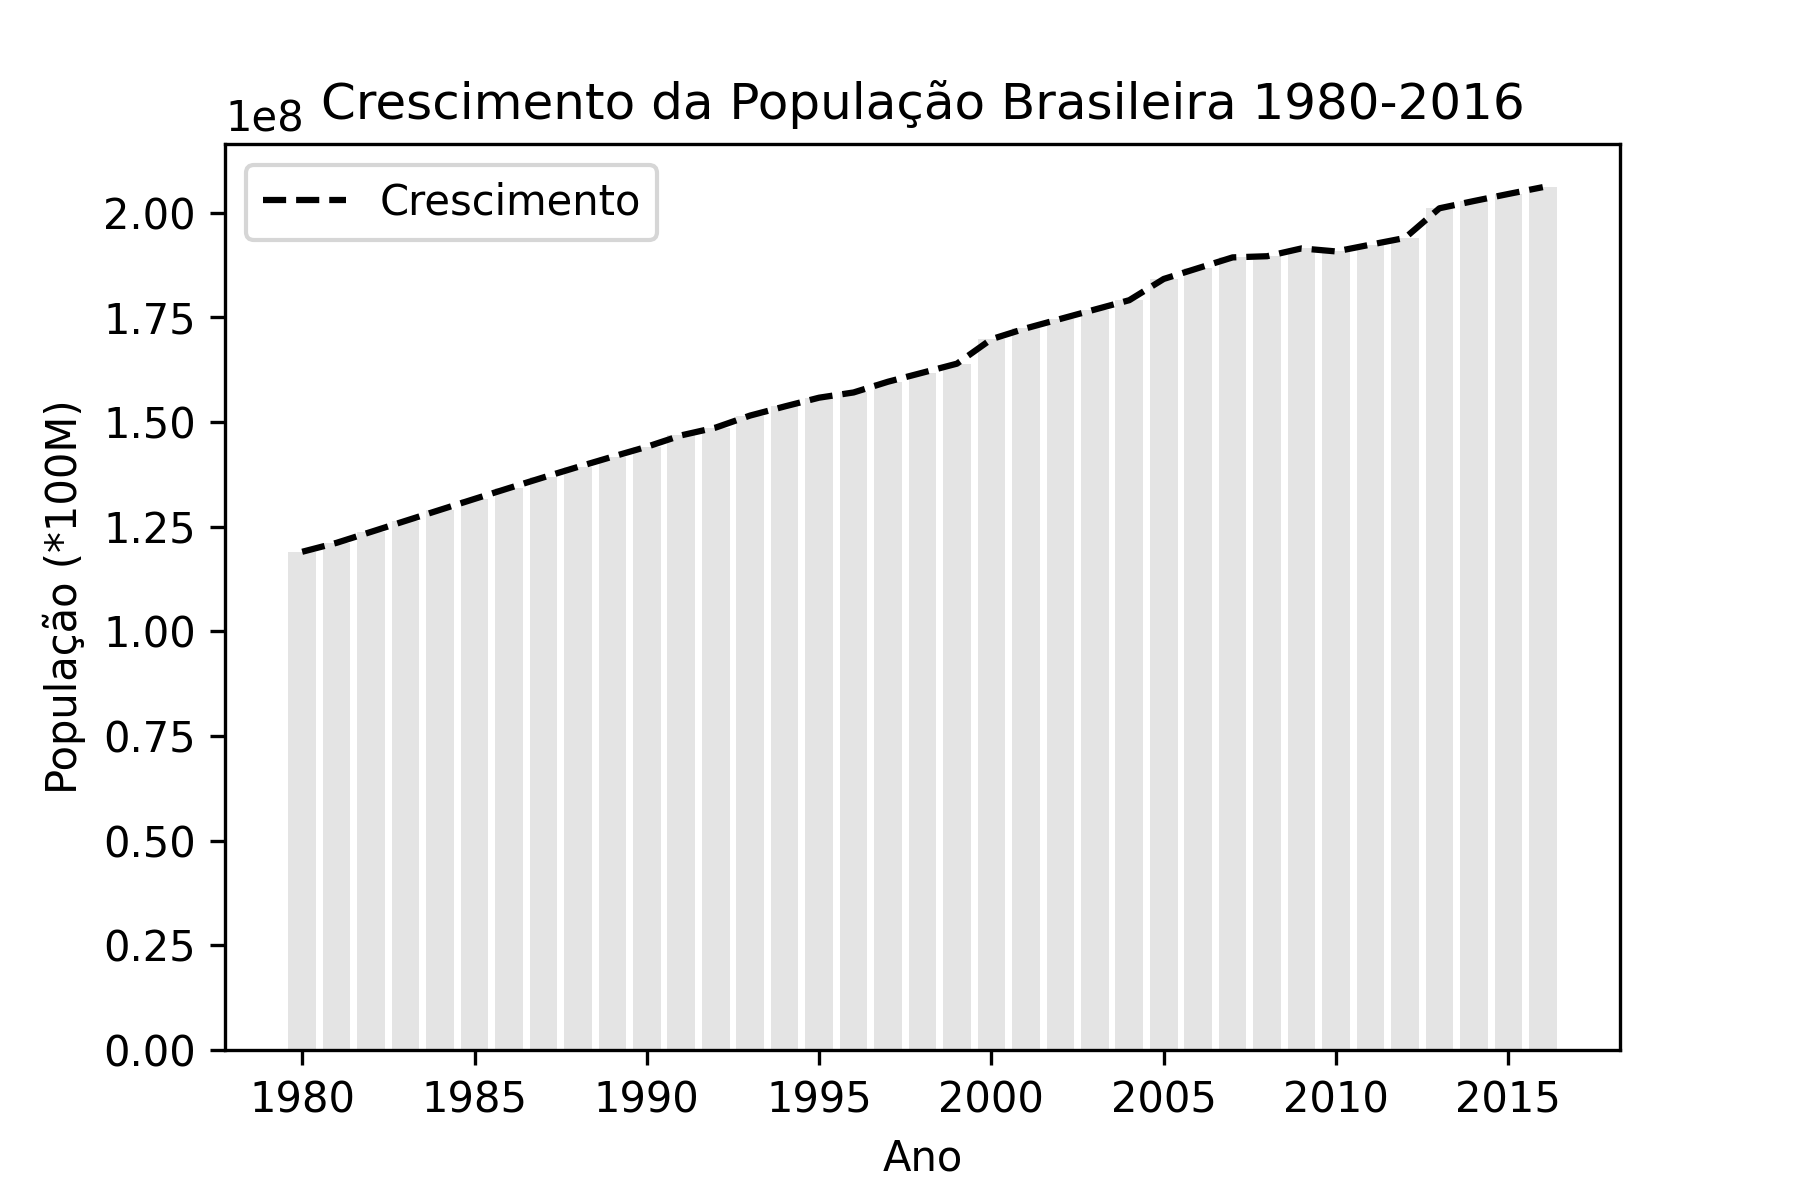 1e8 Crescimento da População Brasileira 1980-2016
Crescimento
2.00
1.75
1.50
1.25
1.00
0.75
0.50
0.25
0.00
População (*100M)
1980 1985 1990 1995 2000 2005 2010 2015
Ano